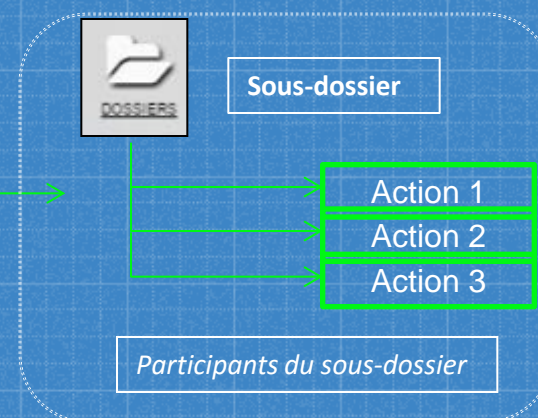 DOSSIERS
Sous-dossier
Action 1
Action 2
Action 3
Participants du sous-dossier